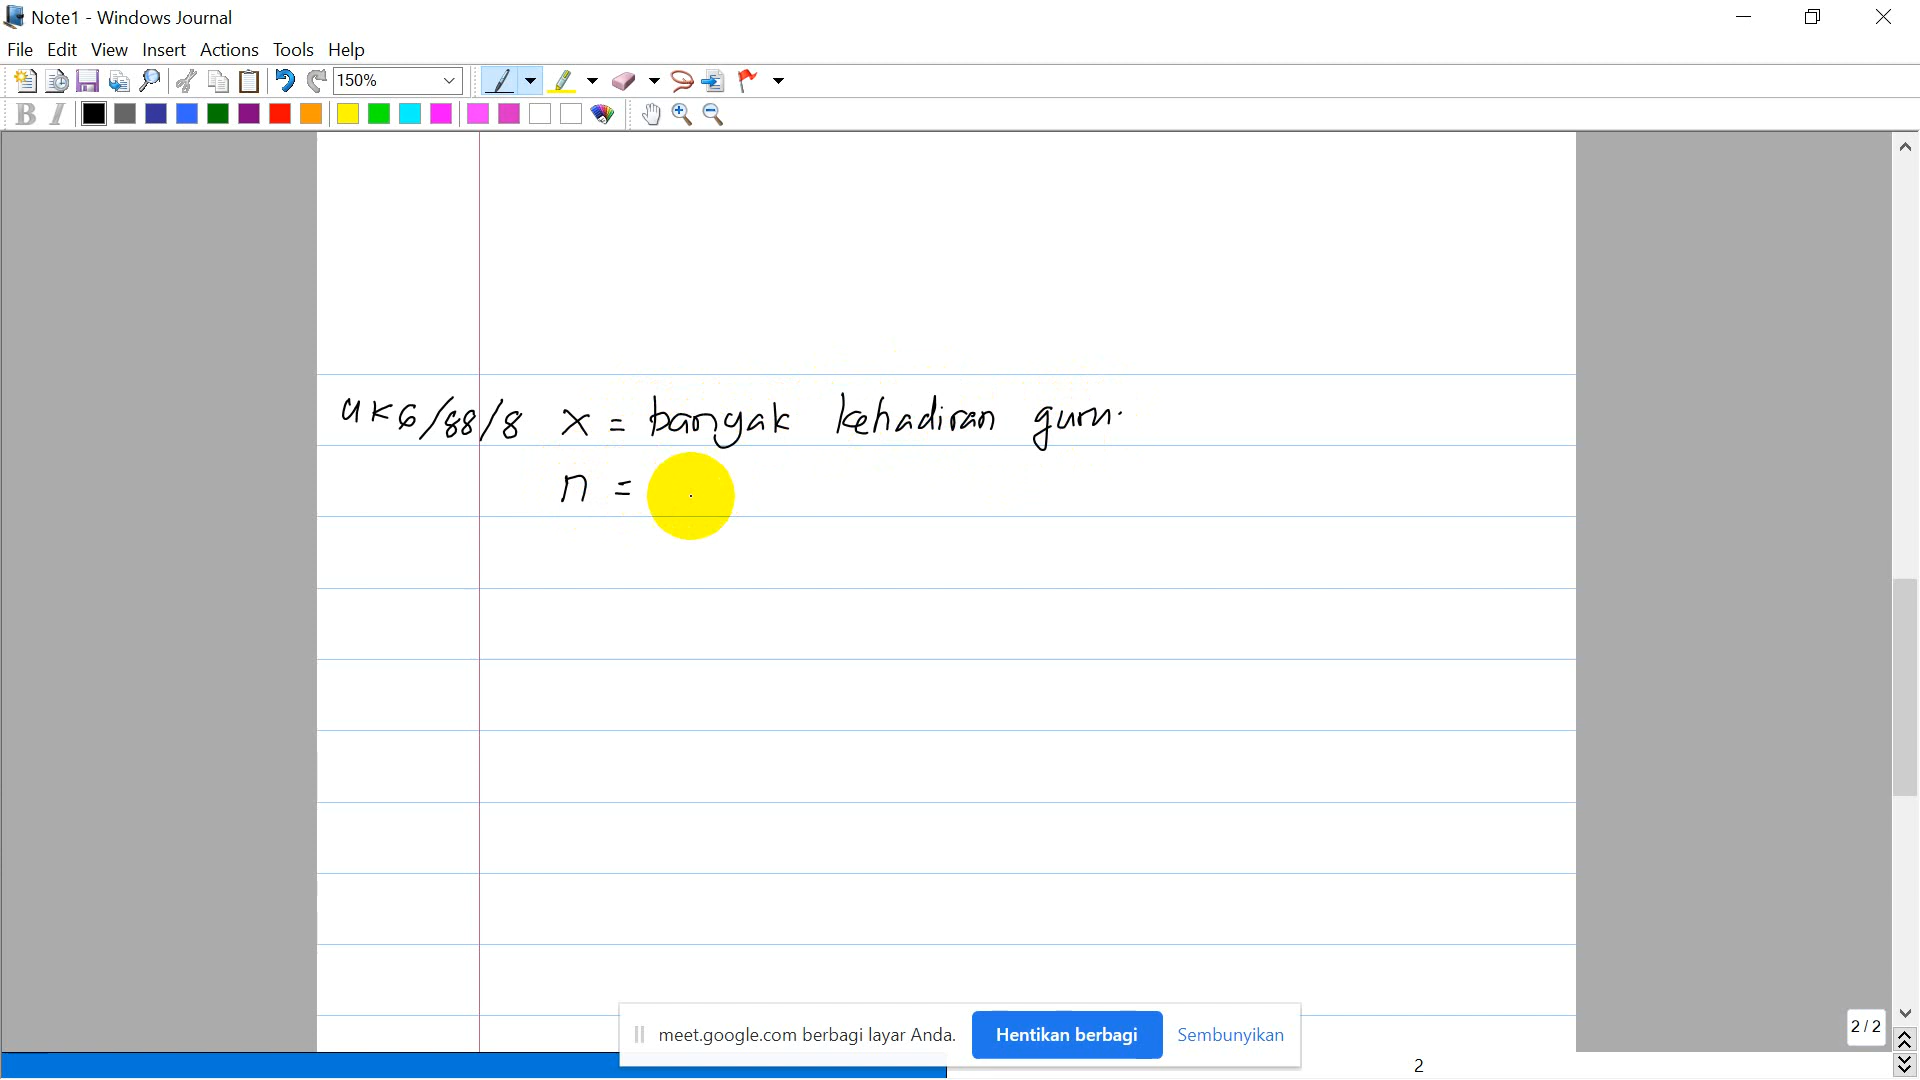 Note1 - Windows Journal
File Edit View Insert Actions Tools Help
150%
B I
UK6/88/8 x = banyak kehadiran guru.
n =
meet.google.com berbagi layar Anda. Hentikan berbagi Sembunyikan
2 / 2
2